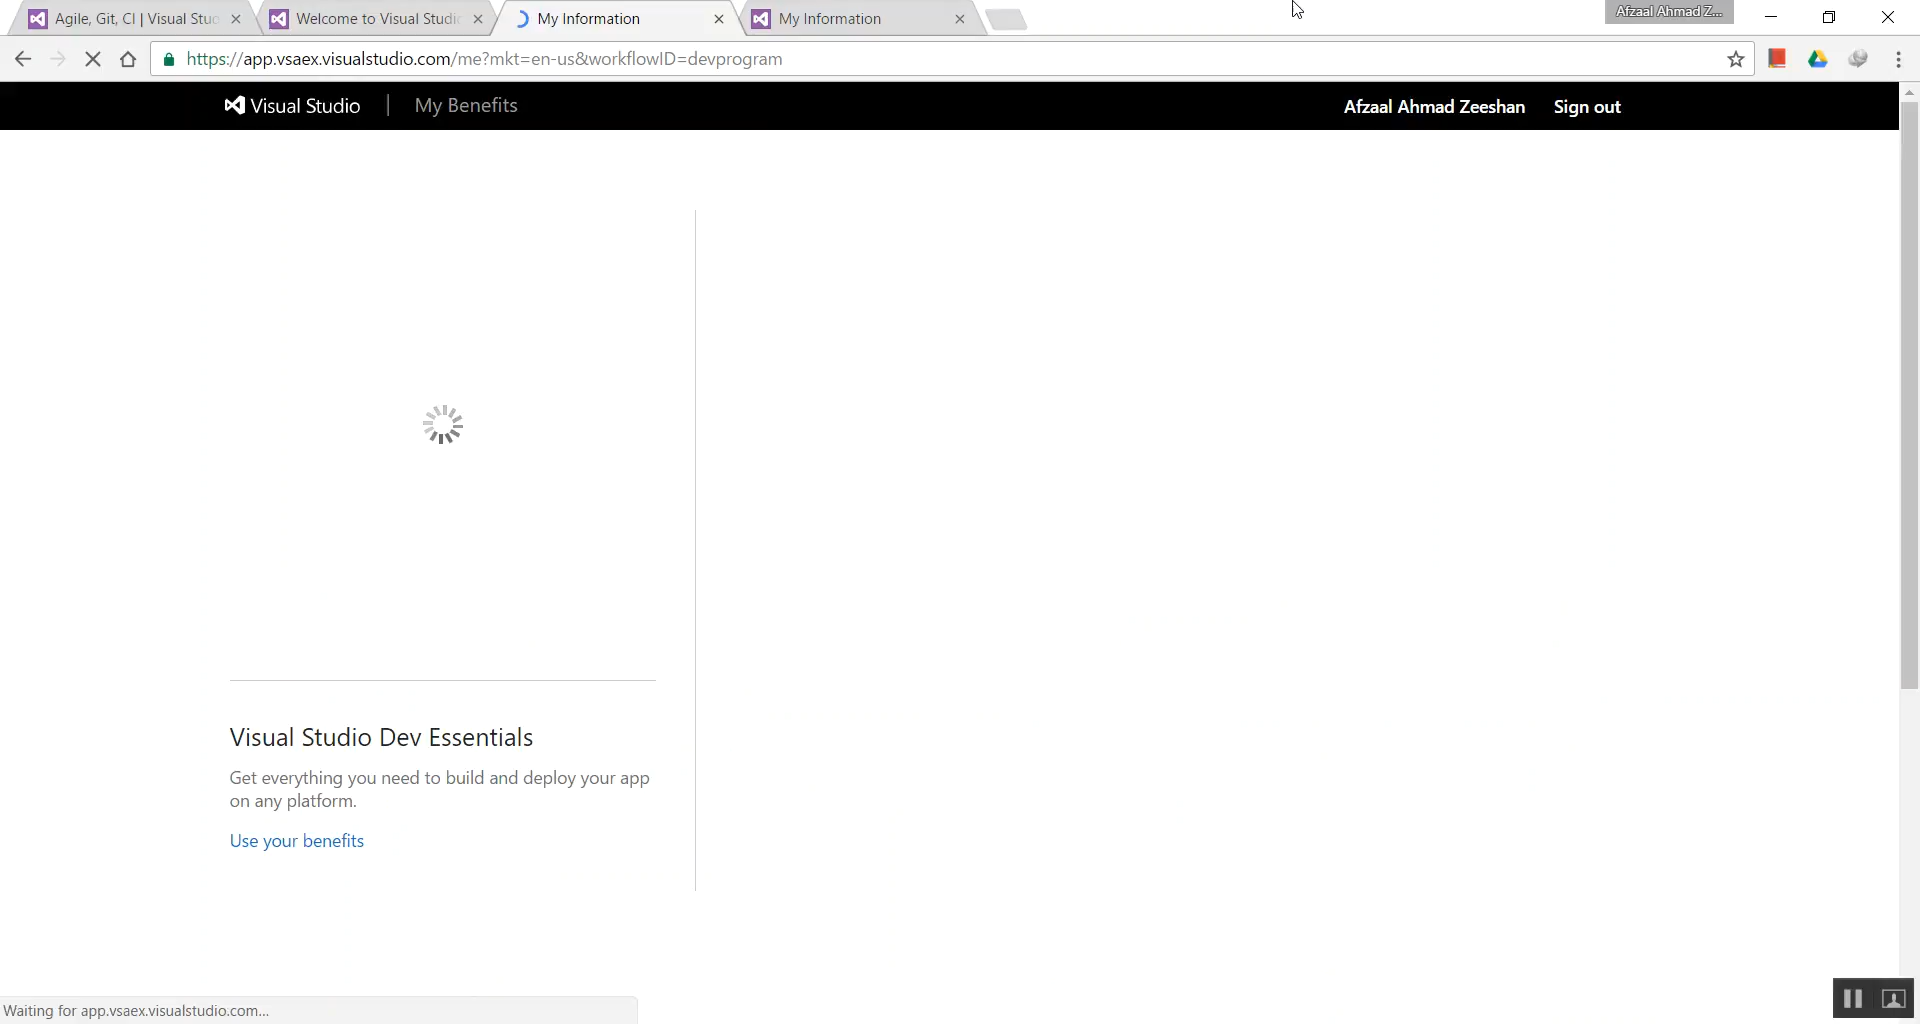 Agile, Git, CI | Visual Stu
Welcome to Visual Studi
My Information
My Information
Afzaal Ahmad Z...
https://app.vsaex.visualstudio.com/me?mkt=en-us&workflowID=devprogram
Visual Studio | My Benefits
Afzaal Ahmad Zeeshan Sign out
Visual Studio Dev Essentials
Get everything you need to build and deploy your app
on any platform.
Use your benefits
Waiting for app.vsaex.visualstudio.com...